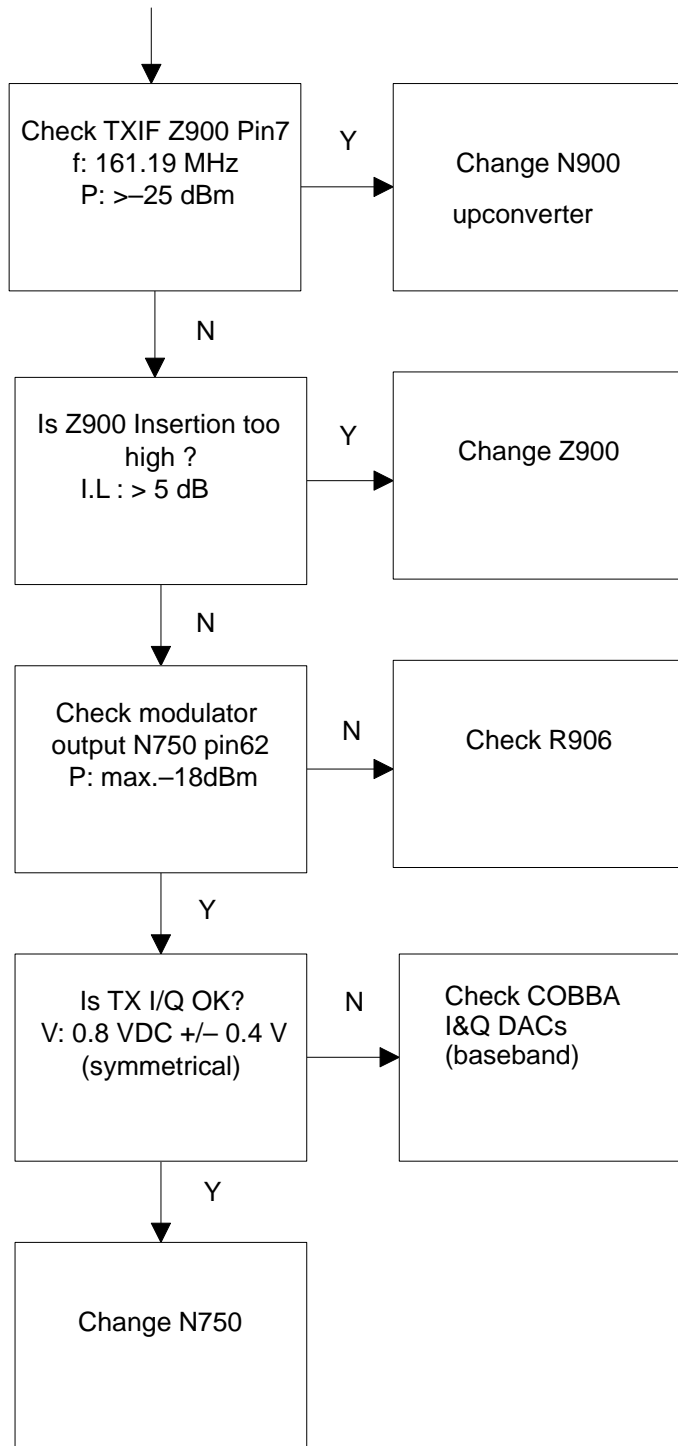 Check TXIF Z900 Pin7
f: 161.19 MHz
P: >–25 dBm
Y
Change N900
upconverter
N
Is Z900 Insertion too
high ?
I.L : > 5 dB
Y
Change Z900
N
Check modulator
output N750 pin62
P: max.–18dBm
N
Check R906
Y
Is TX I/Q OK?
V: 0.8 VDC +/– 0.4 V
(symmetrical)
N
Check COBBA
I&Q DACs
(baseband)
Y
Change N750